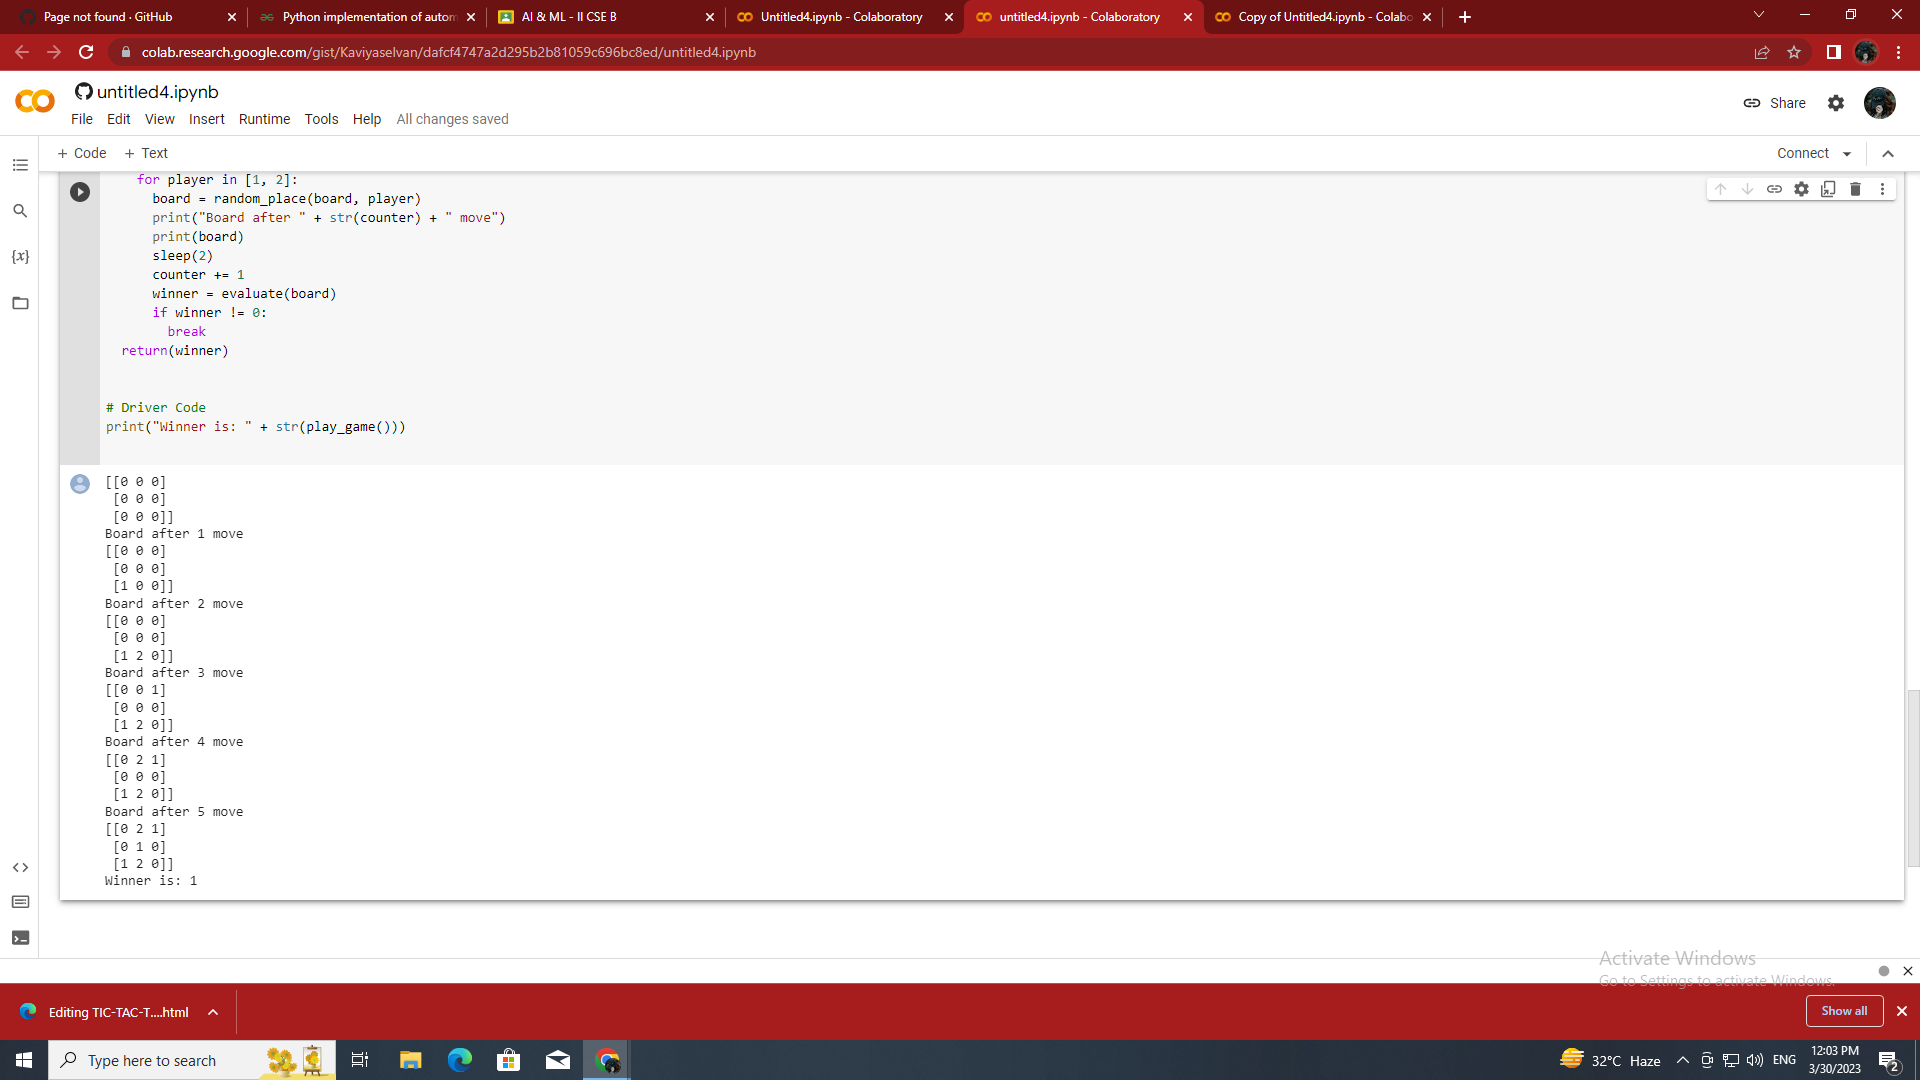 Page not found · GitHub
Python implementation of autom
AI & ML - II CSE B
Untitled4.ipynb - Colaboratory
untitled4.ipynb - Colaboratory
Copy of Untitled4.ipynb - Colabo
colab.research.google.com/gist/Kaviyaselvan/dafcf4747a2d295b2b81059c696bc8ed/untitled4.ipynb
CO
untitled4.ipynb
File Edit View Insert Runtime Tools Help All changes saved
Share
+ Code + Text
Connect
for player in [1, 2]:
board = random_place(board, player)
print("Board after " + str(counter) + " move")
print(board)
sleep(2)
counter += 1
winner = evaluate(board)
if winner != 0:
break
return(winner)
# Driver Code
print("Winner is: " + str(play_game()))
{x}
[[0 0 0]
[0 0 0]
[0 0 0]]
Board after 1 move
[[0 0 0]
[0 0 0]
[1 0 0]]
Board after 2 move
[[0 0 0]
[0 0 0]
[1 2 0]]
Board after 3 move
[[0 0 1]
[0 0 0]
[1 2 0]]
Board after 4 move
[[0 2 1]
[0 0 0]
[1 2 0]]
Board after 5 move
[[0 2 1]
[0 1 0]
[1 2 0]]
Winner is: 1
Activate Windows
Go to Settings to activate Windows.
Editing TIC-TAC-T....html
Show all
Type here to search
32°C Haze
ENG
12:03 PM
3/30/2023
2